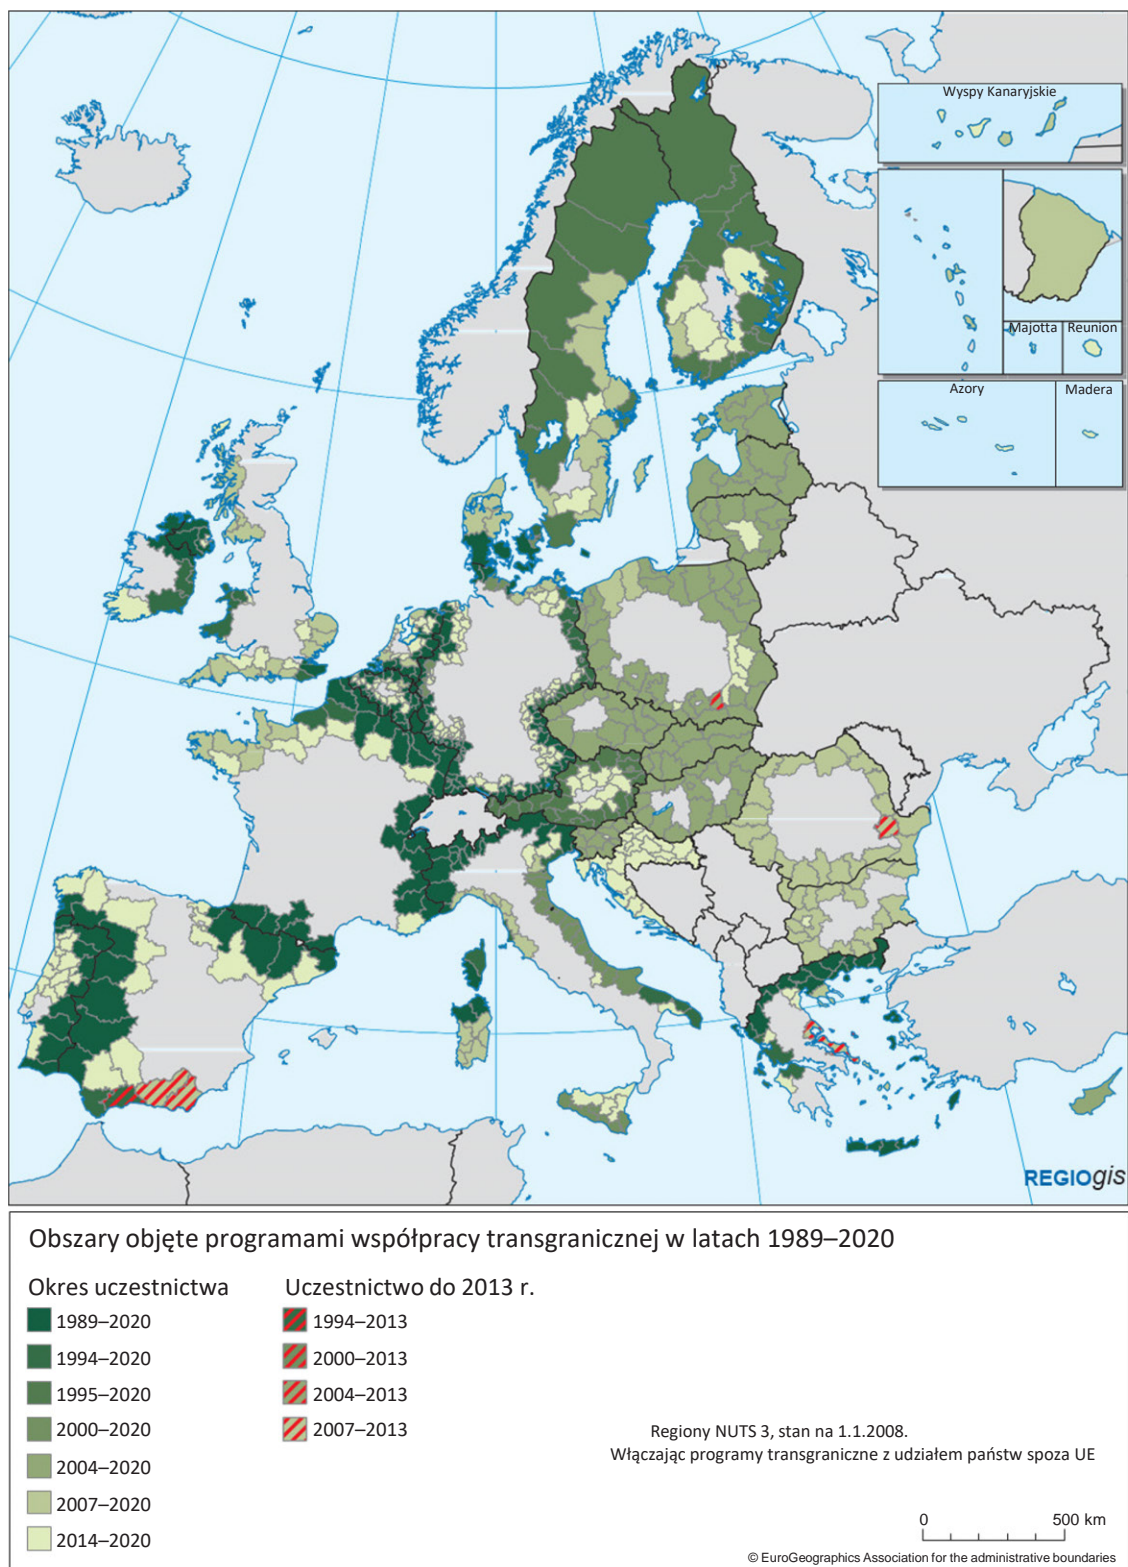 Wyspy Kanaryjskie
Majotta
Reunion
Azory
Madera
REGIOgis
Obszary objęte programami współpracy transgranicznej w latach 1989–2020
Okres uczestnictwa
1989–2020
1994–2020
1995–2020
2000–2020
2004–2020
2007–2020
2014–2020
Uczestnictwo do 2013 r.
1994–2013
2000–2013
2004–2013
2007–2013
Regiony NUTS 3, stan na 1.1.2008.
Włączając programy transgraniczne z udziałem państw spoza UE
0 500 km
© EuroGeographics Association for the administrative boundaries